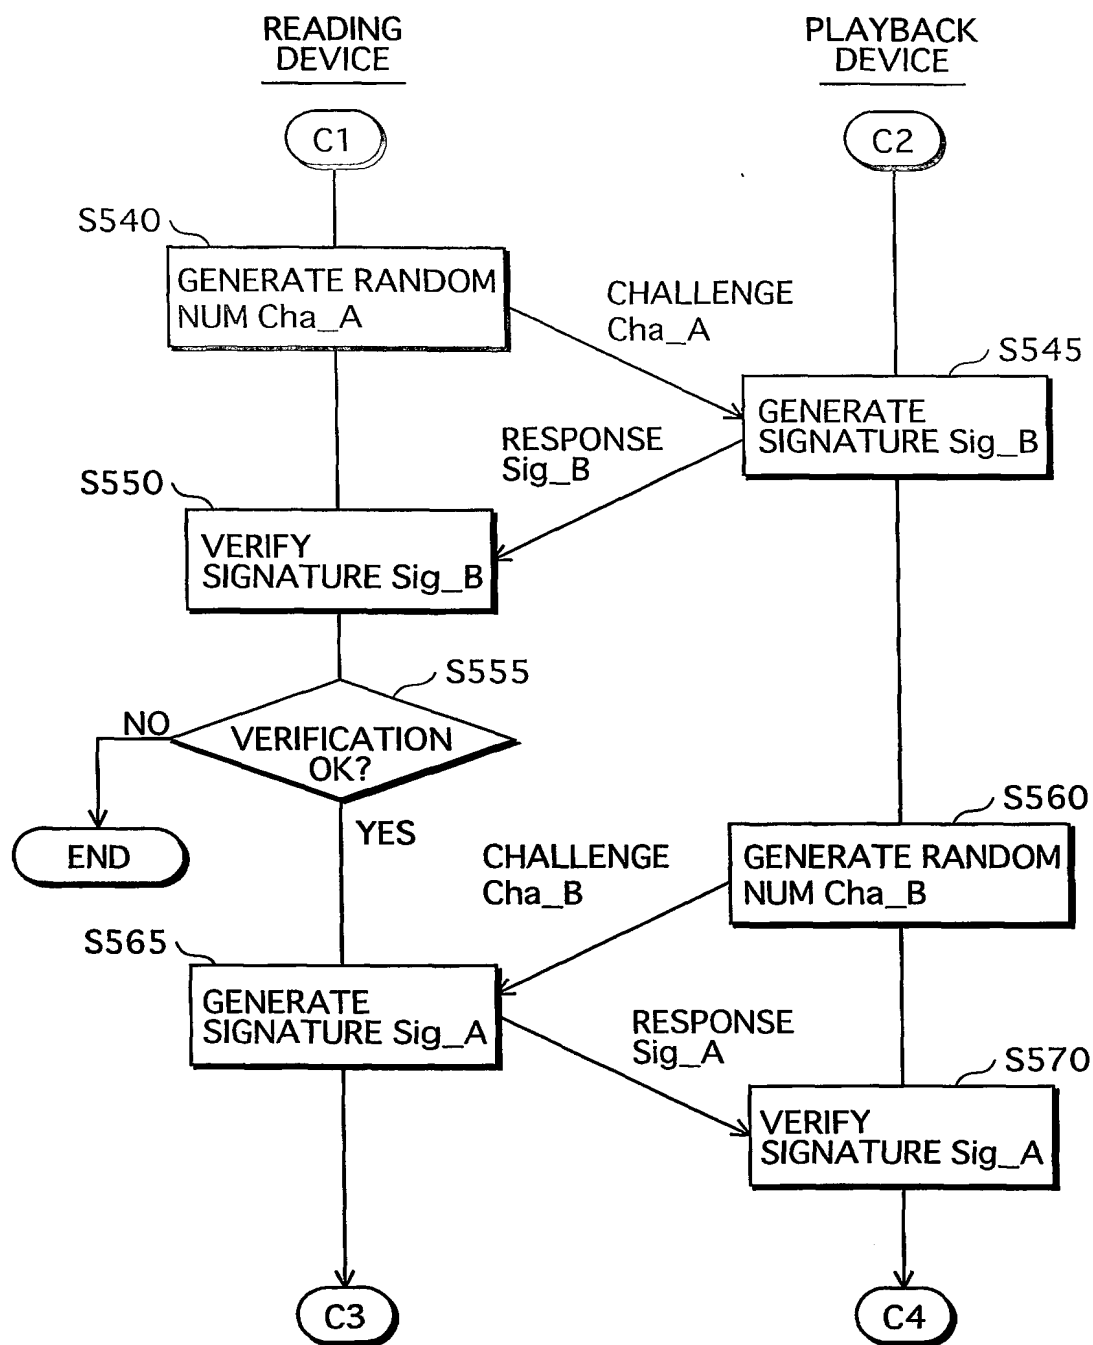 READING
DEVICE
PLAYBACK
DEVICE
C1
C2
S540
GENERATE RANDOM
NUM Cha_A
CHALLENGE
Cha_A
S545
GENERATE
SIGNATURE Sig_B
RESPONSE
Sig_B
S550
VERIFY
SIGNATURE Sig_B
S555
NO
VERIFICATION
OK?
END
YES
S560
GENERATE RANDOM
NUM Cha_B
CHALLENGE
Cha_B
S565
GENERATE
SIGNATURE Sig_A
RESPONSE
Sig_A
S570
VERIFY
SIGNATURE Sig_A
C3
C4